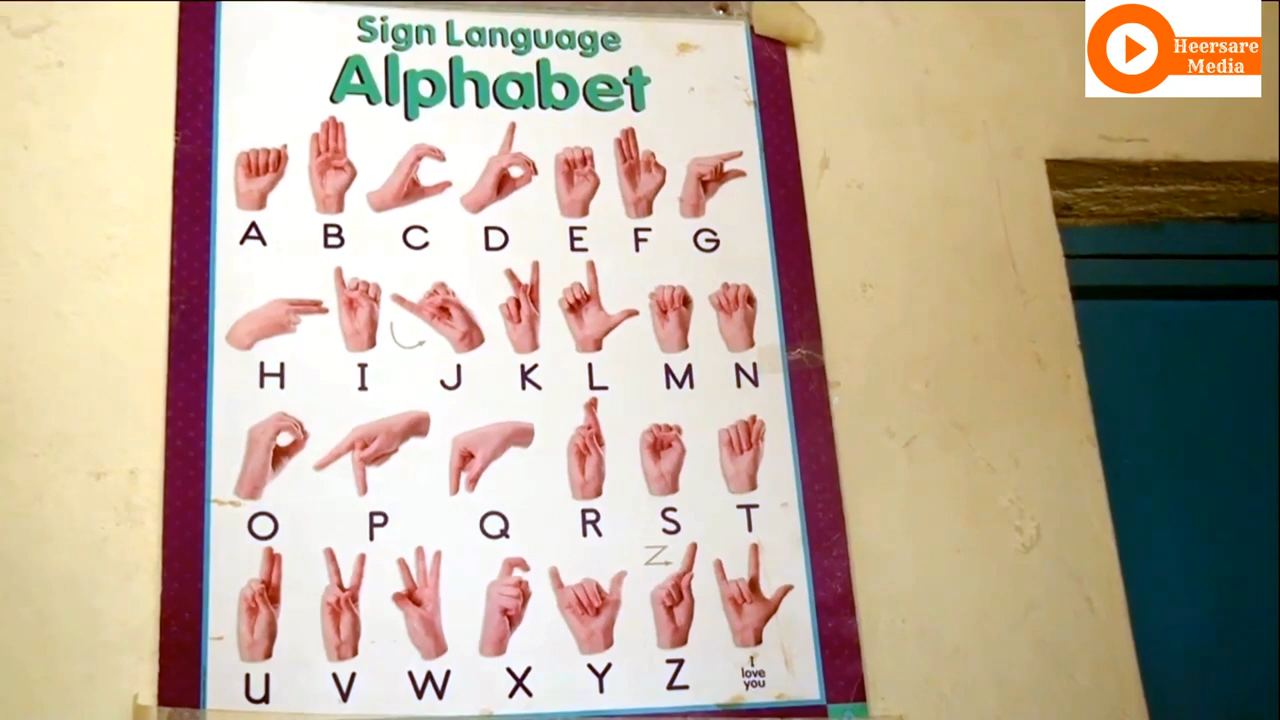 Sign Language
Alphabet
Heersare
Media
A B C D E F G
H I J K L M N
O P Q R S T
Z
U V W X Y Z
I
love
you